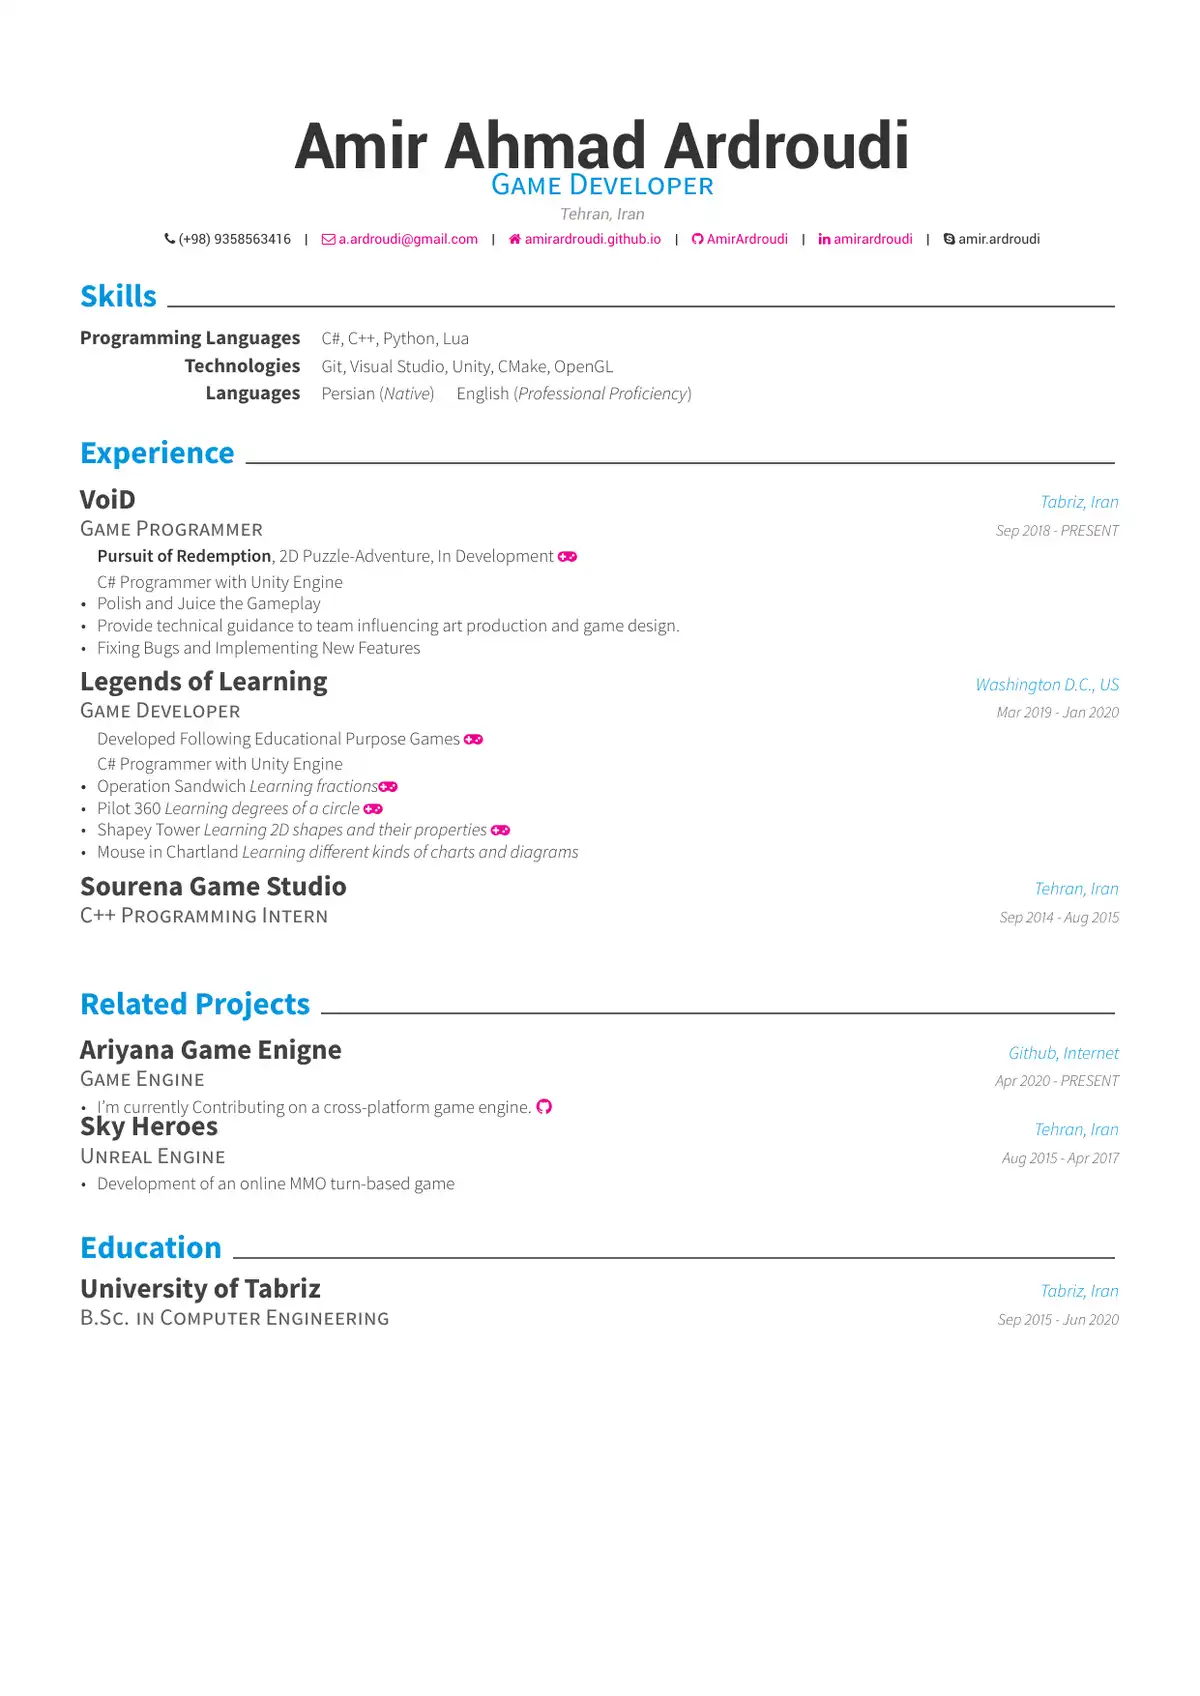 Amir Ahmad Ardroudi
Game Developer
Tehran, Iran
(+98) 9358563416 | a.ardroudi@gmail.com | amirardroudi.github.io | AmirArdroudi | amirardroudi | amir.ardroudi
Skills
Programming Languages C#, C++, Python, Lua
Technologies Git, Visual Studio, Unity, CMake, OpenGL
Languages Persian (Native) English (Professional Proficiency)
Experience
VoiD Tabriz, Iran
Game Programmer Sep 2018 - PRESENT
Pursuit of Redemption, 2D Puzzle-Adventure, In Development
C# Programmer with Unity Engine
• Polish and Juice the Gameplay
• Provide technical guidance to team influencing art production and game design.
• Fixing Bugs and Implementing New Features
Legends of Learning Washington D.C., US
Game Developer Mar 2019 - Jan 2020
Developed Following Educational Purpose Games
C# Programmer with Unity Engine
• Operation Sandwich Learning fractions
• Pilot 360 Learning degrees of a circle
• Shapey Tower Learning 2D shapes and their properties
• Mouse in Chartland Learning different kinds of charts and diagrams
Sourena Game Studio Tehran, Iran
C++ Programming Intern Sep 2014 - Aug 2015
Related Projects
Ariyana Game Enigne Github, Internet
Game Engine Apr 2020 - PRESENT
• I'm currently Contributing on a cross-platform game engine.
Sky Heroes Tehran, Iran
Unreal Engine Aug 2015 - Apr 2017
• Development of an online MMO turn-based game
Education
University of Tabriz Tabriz, Iran
B.Sc. in Computer Engineering Sep 2015 - Jun 2020